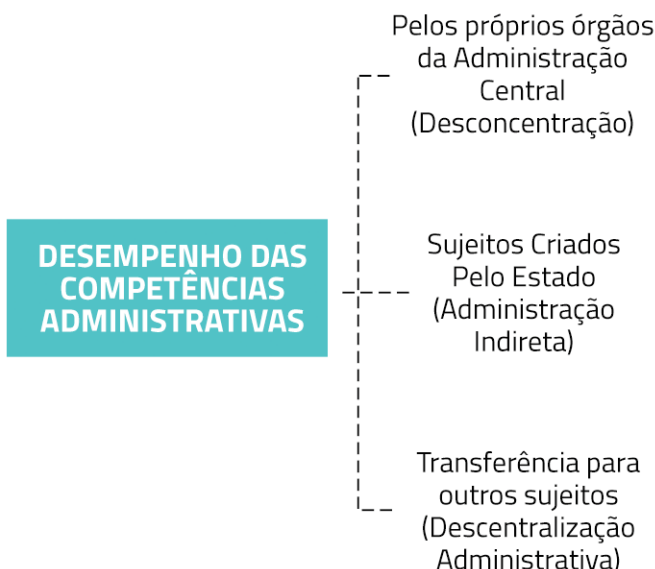 Pelos próprios órgãos
da Administração
Central
(Desconcentração)
DESEMPENHO DAS
COMPETÊNCIAS
ADMINISTRATIVAS
Sujeitos Criados
Pelo Estado
(Administração
Indireta)
Transferência para
outros sujeitos
(Descentralização
Administrativa)